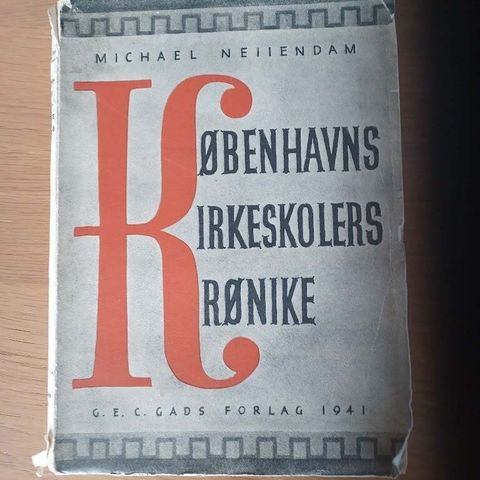 MICHAEL NEIIENDAM
KØBENHAVNS
KIRKESKOLERS
KRØNIKE
G.E.C. GADS FORLAG 1941